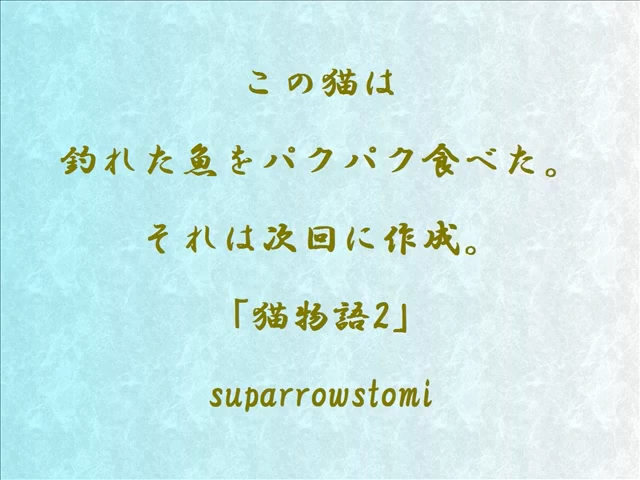 この猫は
釣れた魚をパクパク食べた。
それは次回に作成。
「猫物語2」
suparrowstomi